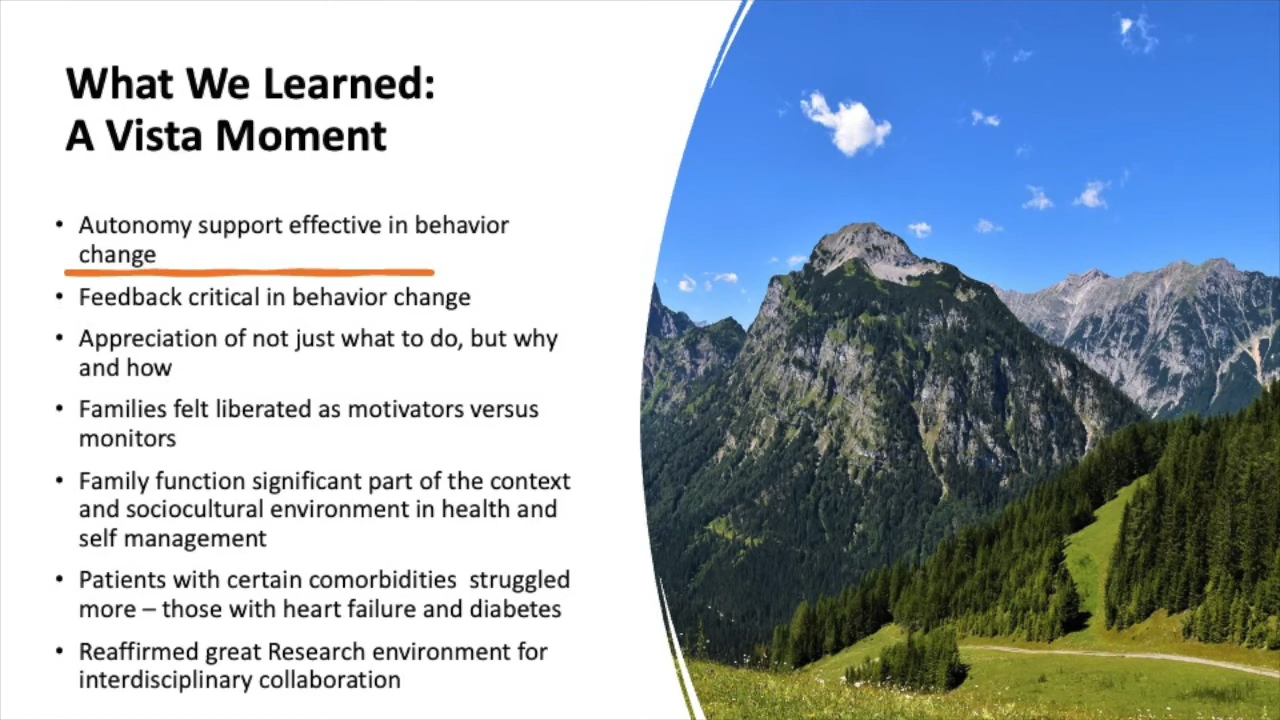 What We Learned:
A Vista Moment
• Autonomy support effective in behavior
change
• Feedback critical in behavior change
• Appreciation of not just what to do, but why
and how
• Families felt liberated as motivators versus
monitors
• Family function significant part of the context
and sociocultural environment in health and
self management
• Patients with certain comorbidities  struggled
more – those with heart failure and diabetes
• Reaffirmed great Research environment for
interdisciplinary collaboration